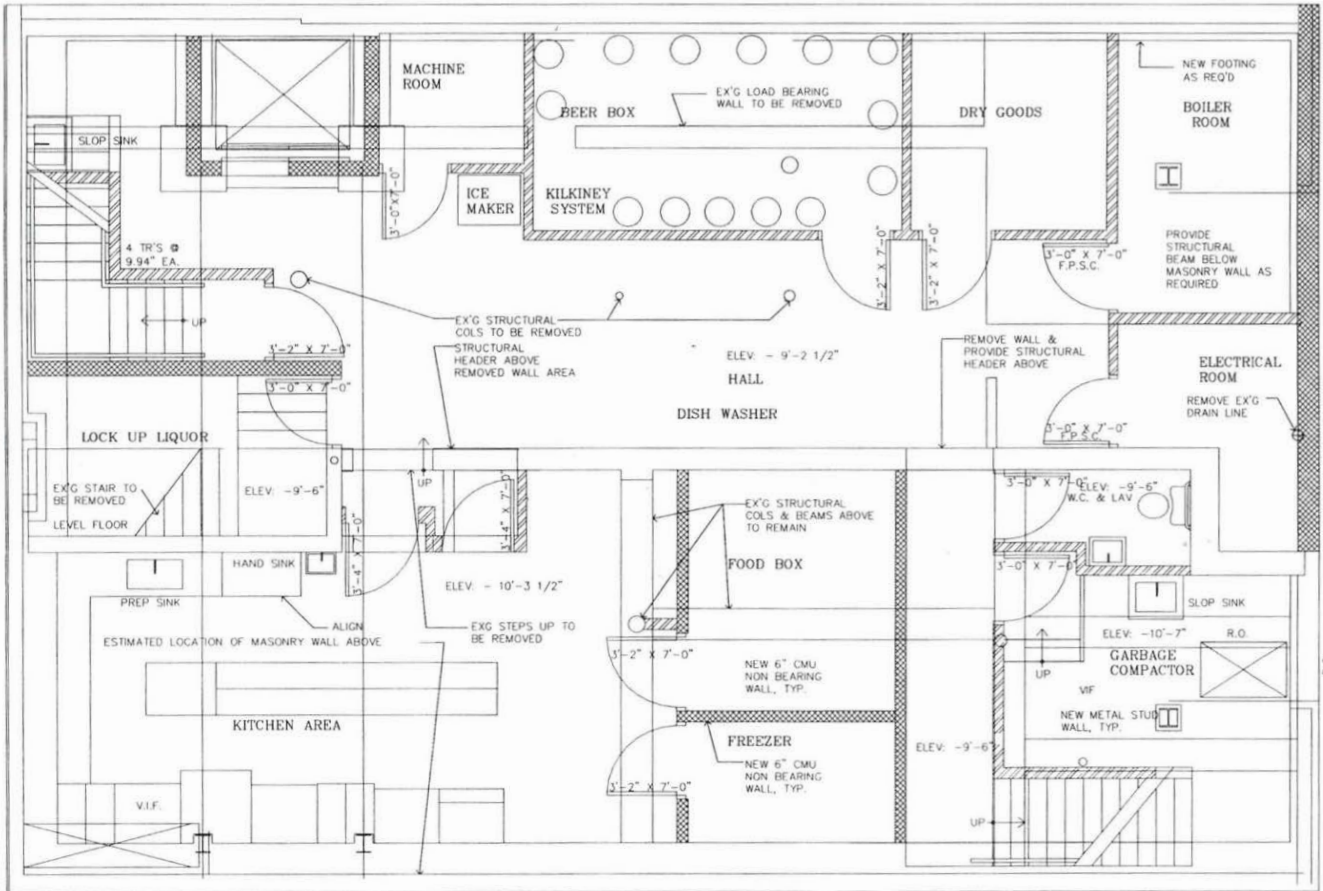 MACHINE
ROOM
SLOP SINK
BEER BOX
EX'G LOAD BEARING
WALL TO BE REMOVED
DRY GOODS
NEW FOOTING
AS REQ'D
BOILER
ROOM
ICE
MAKER
KILKINEY
SYSTEM
3'-0"X7'-0"
4 TR'S @
9.94" EA.
UP
3'-2" X 7'-0"
3'-2" X 7'-0"
3'-2" X 7'-0"
3'-0" X 7'-0"
F.P.S.C.
PROVIDE
STRUCTURAL
BEAM BELOW
MASONRY WALL AS
REQUIRED
EX'G STRUCTURAL
COLS TO BE REMOVED
STRUCTURAL
HEADER ABOVE
REMOVED WALL AREA
ELEV: - 9'-2 1/2"
HALL
DISH WASHER
REMOVE WALL &
PROVIDE STRUCTURAL
HEADER ABOVE
ELECTRICAL
ROOM
REMOVE EX'G
DRAIN LINE
3'-0" X 7'-0"
F.P.S.C.
3'-0" X 7'-0"
LOCK UP LIQUOR
EX'G STAIR TO
BE REMOVED
LEVEL FLOOR
ELEV: -9'-6"
UP
3'-4" X 7'-0"
3'-4" X 7'-0"
EX'G STRUCTURAL
COLS & BEAMS ABOVE
TO REMAIN
3'-0" X 7'-0"
ELEV: -9'-6"
W.C. & LAV
3'-0" X 7'-0"
HAND SINK
PREP SINK
ELEV: - 10'-3 1/2"
FOOD BOX
SLOP SINK
ALIGN
ESTIMATED LOCATION OF MASONRY WALL ABOVE
EXG STEPS UP TO
BE REMOVED
ELEV: -10'-7"
R.O.
GARBAGE
COMPACTOR
UP
VIF
3'-2" X 7'-0"
NEW 6" CMU
NON BEARING
WALL, TYP.
NEW METAL STUD
WALL, TYP.
KITCHEN AREA
FREEZER
ELEV: -9'-6"
NEW 6" CMU
NON BEARING
WALL, TYP.
3'-2" X 7'-0"
V.I.F.
UP